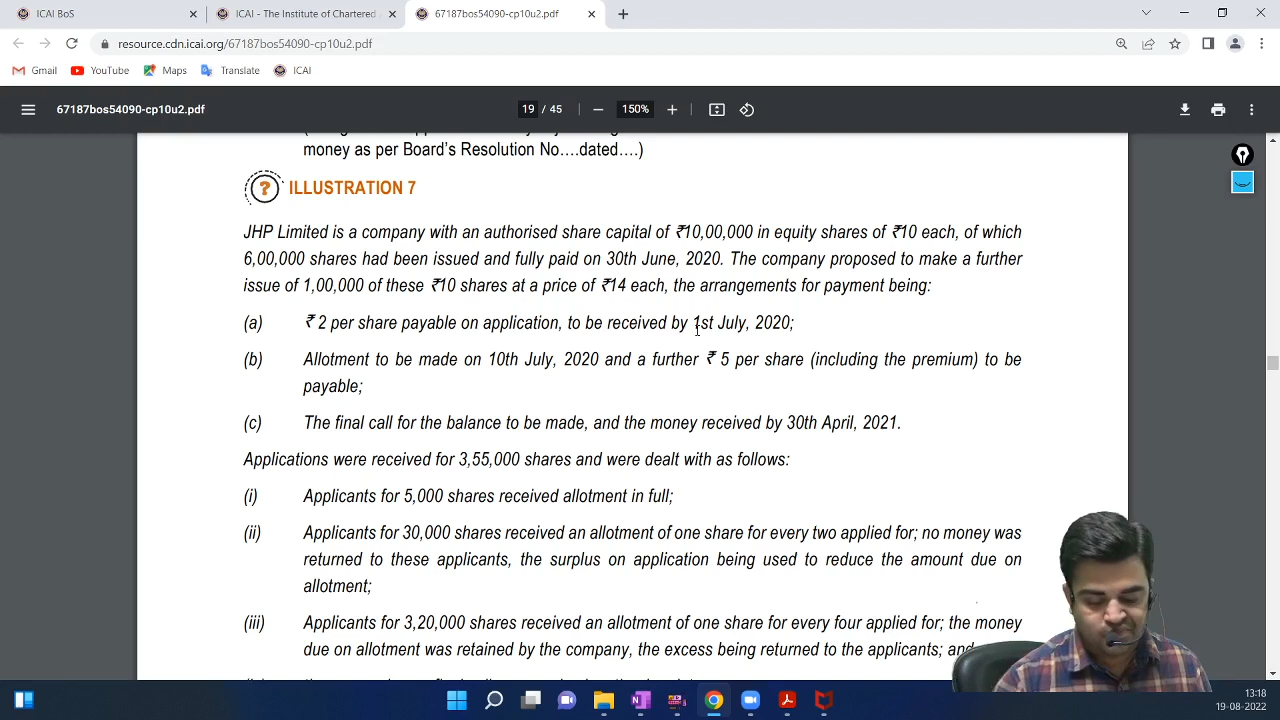 ICAI BoS
ICAI - The Institute of Chartered
67187bos54090-cp10u2.pdf
resource.cdn.icai.org/67187bos54090-cp10u2.pdf
Gmail YouTube Maps Translate ICAI
67187bos54090-cp10u2.pdf
19 / 45
150%
money as per Board's Resolution No….dated….)
ILLUSTRATION 7
JHP Limited is a company with an authorised share capital of ₹10,00,000 in equity shares of ₹10 each, of which
6,00,000 shares had been issued and fully paid on 30th June, 2020. The company proposed to make a further
issue of 1,00,000 of these ₹10 shares at a price of ₹14 each, the arrangements for payment being:
(a) ₹ 2 per share payable on application, to be received by 1st July, 2020;
(b) Allotment to be made on 10th July, 2020 and a further ₹ 5 per share (including the premium) to be
payable;
(c) The final call for the balance to be made, and the money received by 30th April, 2021.
Applications were received for 3,55,000 shares and were dealt with as follows:
(i) Applicants for 5,000 shares received allotment in full;
(ii) Applicants for 30,000 shares received an allotment of one share for every two applied for; no money was
returned to these applicants, the surplus on application being used to reduce the amount due on
allotment;
(iii) Applicants for 3,20,000 shares received an allotment of one share for every four applied for; the money
due on allotment was retained by the company, the excess being returned to the applicants; and
13:18
19-08-2022